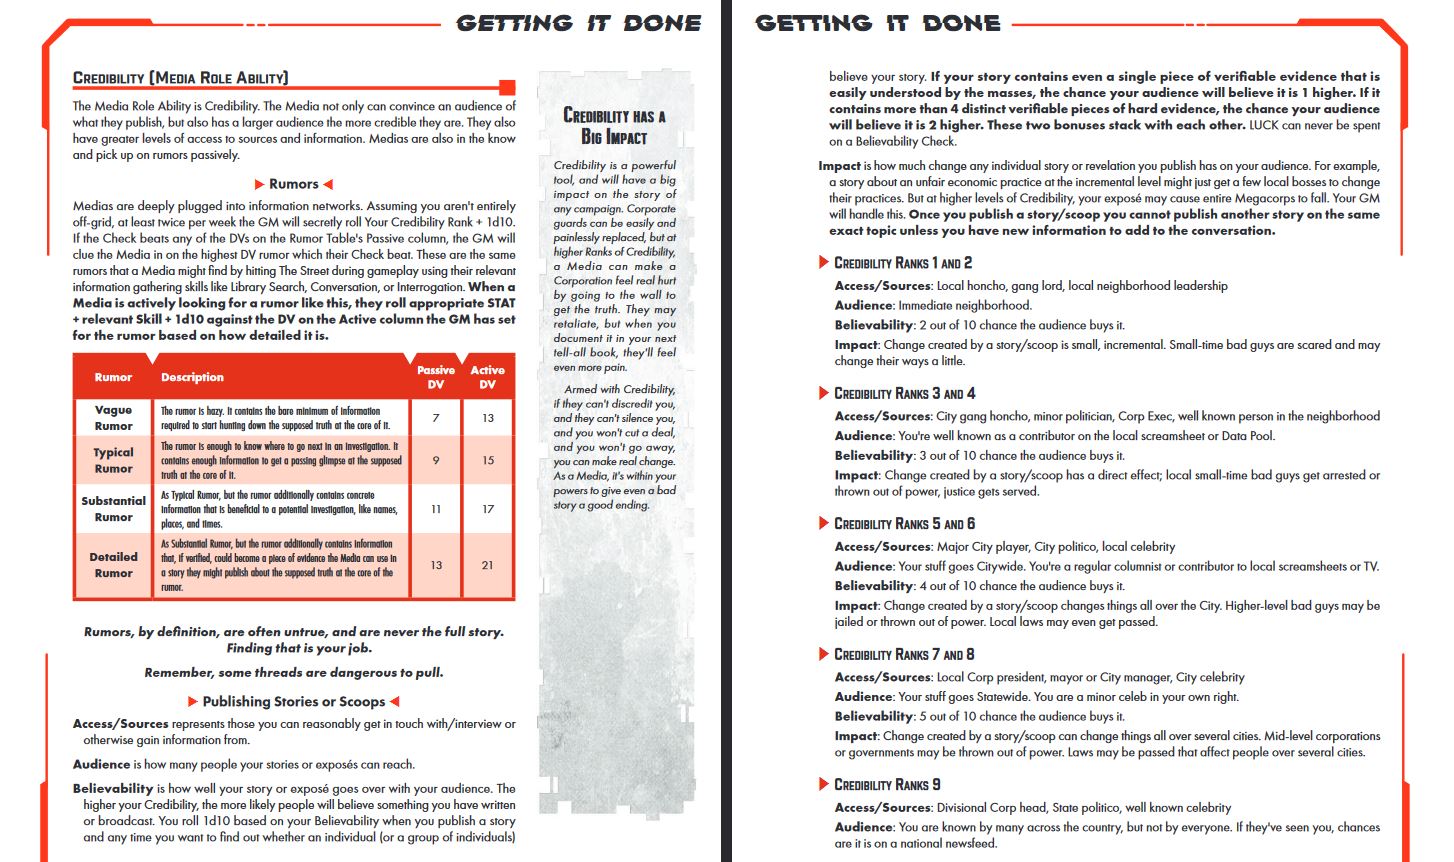 GETTING IT DONE
Credibility (Media Role Ability)
The Media Role Ability is Credibility. The Media not only can convince an audience of
what they publish, but also has a larger audience the more credible they are. They also
have greater levels of access to sources and information. Medias are also in the know
and pick up on rumors passively.
Rumors
Medias are deeply plugged into information networks. Assuming you aren't entirely
off-grid, at least twice per week the GM will secretly roll Your Credibility Rank + 1d10.
If the Check beats any of the DVs on the Rumor Table's Passive column, the GM will
clue the Media in on the highest DV rumor which their Check beat. These are the same
rumors that a Media might find by hitting The Street during gameplay using their relevant
information gathering skills like Library Search, Conversation, or Interrogation. When a
Media is actively looking for a rumor like this, they roll appropriate STAT
+ relevant Skill + 1d10 against the DV on the Active column the GM has set
for the rumor based on how detailed it is.
Rumor Description Passive DV Active DV
Vague Rumor
The rumor is hazy. It contains the bare minimum of information
required to start hunting down the supposed truth at the core of it.
7 13
Typical Rumor
The rumor is enough to know where to go next in an investigation. It
contains enough information to get a passing glimpse at the supposed
truth at the core of it.
9 15
Substantial Rumor
As Typical Rumor, but the rumor additionally contains concrete
information that is beneficial to a potential investigation, like names,
places, and times.
11 17
Detailed Rumor
As Substantial Rumor, but the rumor additionally contains information
that, if verified, could become a piece of evidence the Media can use in
a story they might publish about the supposed truth at the core of the
rumor.
13 21
Rumors, by definition, are often untrue, and are never the full story.
Finding that is your job.
Remember, some threads are dangerous to pull.
Publishing Stories or Scoops
Access/Sources represents those you can reasonably get in touch with/interview or
otherwise gain information from.
Audience is how many people your stories or exposés can reach.
Believability is how well your story or exposé goes over with your audience. The
higher your Credibility, the more likely people will believe something you have written
or broadcast. You roll 1d10 based on your Believability when you publish a story
and any time you want to find out whether an individual (or a group of individuals)
Credibility has a
Big Impact
Credibility is a powerful
tool, and will have a big
impact on the story of
any campaign. Corporate
guards can be easily and
painlessly replaced, but at
higher Ranks of Credibility,
a Media can make a
Corporation feel real hurt
by going to the wall to
get the truth. They may
retaliate, but when you
document it in your next
tell-all book, they'll feel
even more pain.
Armed with Credibility,
if they can't discredit you,
and they can't silence you,
and you won't cut a deal,
and you won't go away,
you can make real change.
As a Media, it's within your
powers to give even a bad
story a good ending.
GETTING IT DONE
believe your story. If your story contains even a single piece of verifiable evidence that is
easily understood by the masses, the chance your audience will believe it is 1 higher. If it
contains more than 4 distinct verifiable pieces of hard evidence, the chance your audience
will believe it is 2 higher. These two bonuses stack with each other. LUCK can never be spent
on a Believability Check.
Impact is how much change any individual story or revelation you publish has on your audience. For example,
a story about an unfair economic practice at the incremental level might just get a few local bosses to change
their practices. But at higher levels of Credibility, your exposé may cause entire Megacorps to fall. Your GM
will handle this. Once you publish a story/scoop you cannot publish another story on the same
exact topic unless you have new information to add to the conversation.
Credibility Ranks 1 and 2
Access/Sources: Local honcho, gang lord, local neighborhood leadership
Audience: Immediate neighborhood.
Believability: 2 out of 10 chance the audience buys it.
Impact: Change created by a story/scoop is small, incremental. Small-time bad guys are scared and may
change their ways a little.
Credibility Ranks 3 and 4
Access/Sources: City gang honcho, minor politician, Corp Exec, well known person in the neighborhood
Audience: You're well known as a contributor on the local screamsheet or Data Pool.
Believability: 3 out of 10 chance the audience buys it.
Impact: Change created by a story/scoop has a direct effect; local small-time bad guys get arrested or
thrown out of power, justice gets served.
Credibility Ranks 5 and 6
Access/Sources: Major City player, City politico, local celebrity
Audience: Your stuff goes Citywide. You're a regular columnist or contributor to local screamsheets or TV.
Believability: 4 out of 10 chance the audience buys it.
Impact: Change created by a story/scoop changes things all over the City. Higher-level bad guys may be
jailed or thrown out of power. Local laws may even get passed.
Credibility Ranks 7 and 8
Access/Sources: Local Corp president, mayor or City manager, City celebrity
Audience: Your stuff goes Statewide. You are a minor celeb in your own right.
Believability: 5 out of 10 chance the audience buys it.
Impact: Change created by a story/scoop can change things all over several cities. Mid-level corporations
or governments may be thrown out of power. Laws may be passed that affect people over several cities.
Credibility Ranks 9
Access/Sources: Divisional Corp head, State politico, well known celebrity
Audience: You are known by many across the country, but not by everyone. If they've seen you, chances
are it is on a national newsfeed.